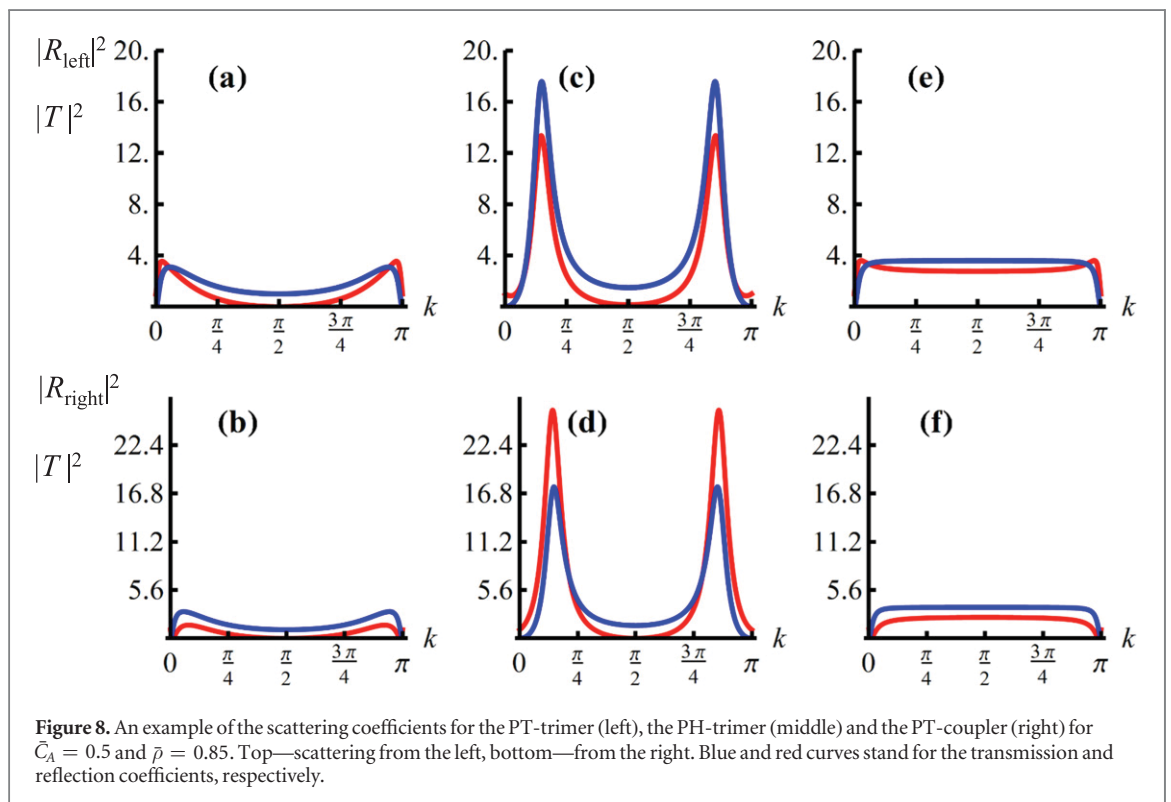 |R_left|^2
|T|^2
(a)
20.
16.
12.
8.
4.
0 π/4 π/2 3π/4 π k
(c)
20.
16.
12.
8.
4.
0 π/4 π/2 3π/4 π k
(e)
20.
16.
12.
8.
4.
0 π/4 π/2 3π/4 π k
|R_right|^2
|T|^2
(b)
22.4
16.8
11.2
5.6
0 π/4 π/2 3π/4 π k
(d)
22.4
16.8
11.2
5.6
0 π/4 π/2 3π/4 π k
(f)
22.4
16.8
11.2
5.6
0 π/4 π/2 3π/4 π k
Figure 8. An example of the scattering coefficients for the PT-trimer (left), the PH-trimer (middle) and the PT-coupler (right) for
C̄_A = 0.5 and ρ̄ = 0.85. Top—scattering from the left, bottom—from the right. Blue and red curves stand for the transmission and
reflection coefficients, respectively.